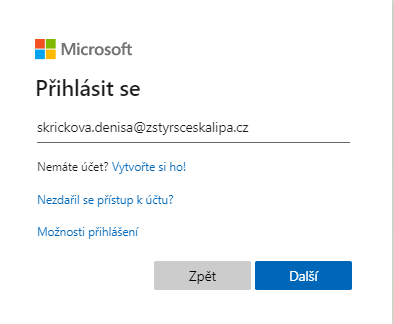 Microsoft
Přihlásit se
skrickova.denisa@zstyrsceskalipa.cz
Nemáte účet? Vytvořte si ho!
Nezdařil se přístup k účtu?
Možnosti přihlášení
Zpět
Další